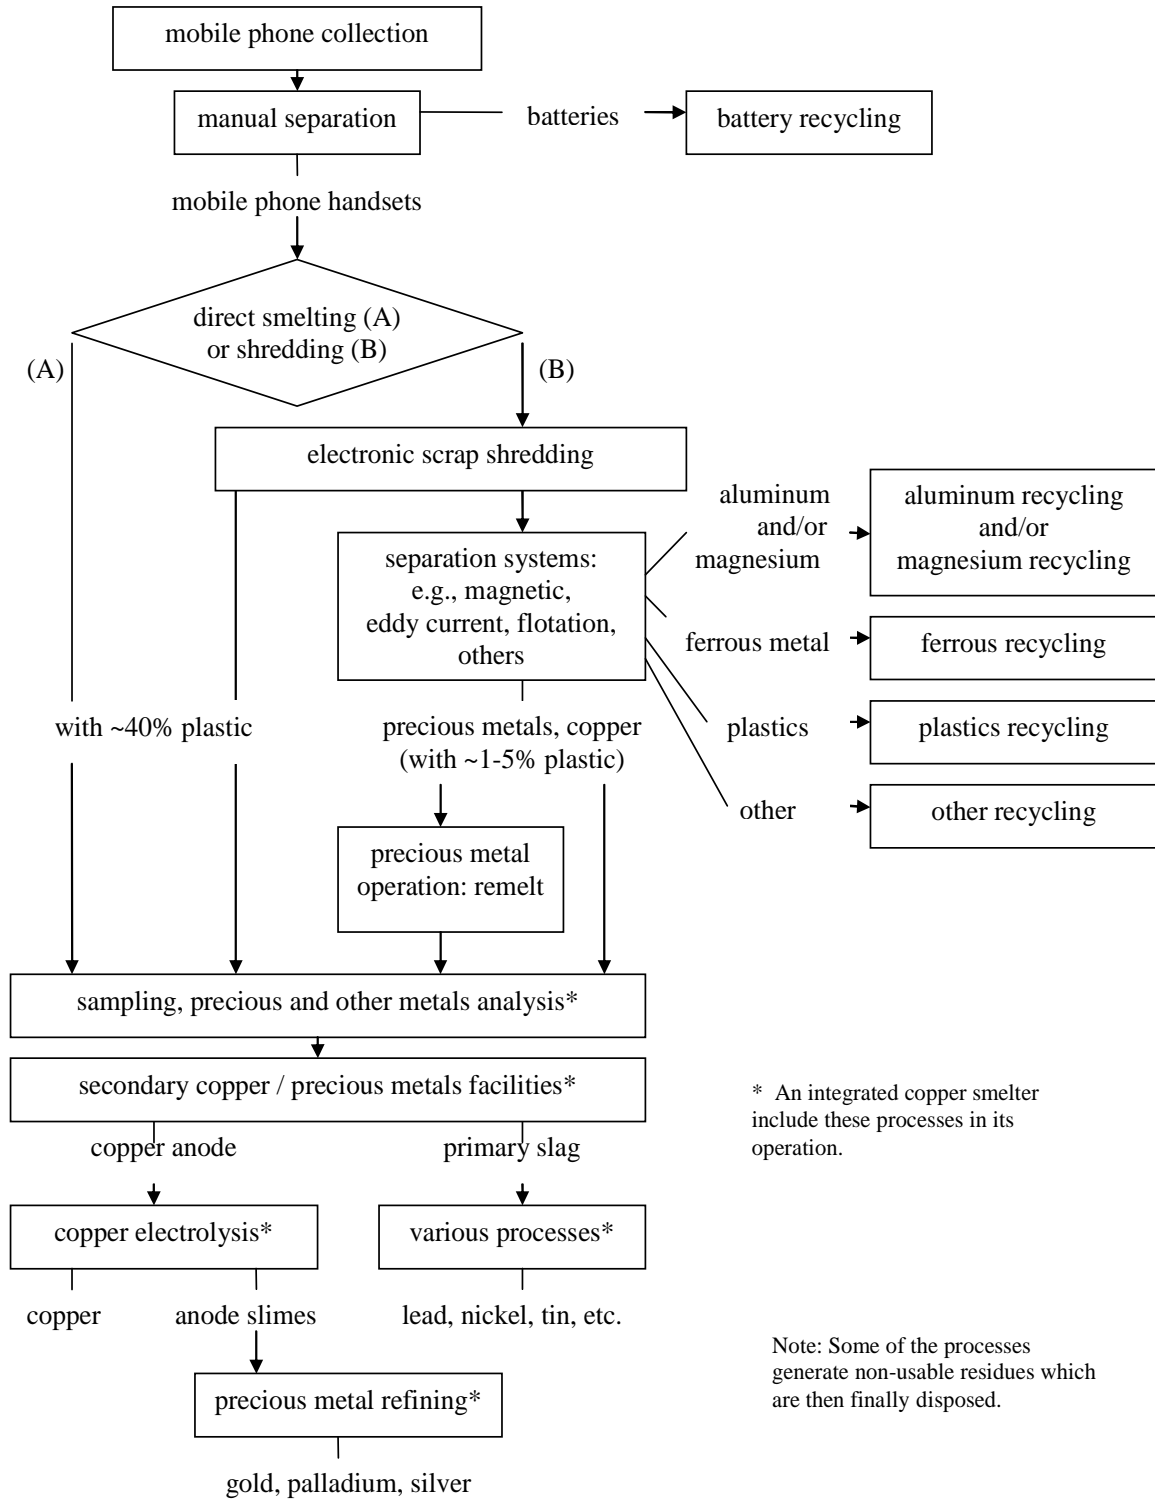 mobile phone collection
manual separation
batteries
battery recycling
mobile phone handsets
direct smelting (A)
or shredding (B)
(A)
(B)
electronic scrap shredding
aluminum
and/or
magnesium
aluminum recycling
and/or
magnesium recycling
separation systems:
e.g., magnetic,
eddy current, flotation,
others
ferrous metal
ferrous recycling
plastics
plastics recycling
other
other recycling
with ~40% plastic
precious metals, copper
(with ~1-5% plastic)
precious metal
operation: remelt
sampling, precious and other metals analysis*
secondary copper / precious metals facilities*
* An integrated copper smelter
include these processes in its
operation.
copper anode
primary slag
copper electrolysis*
various processes*
copper
anode slimes
lead, nickel, tin, etc.
Note: Some of the processes
generate non-usable residues which
are then finally disposed.
precious metal refining*
gold, palladium, silver